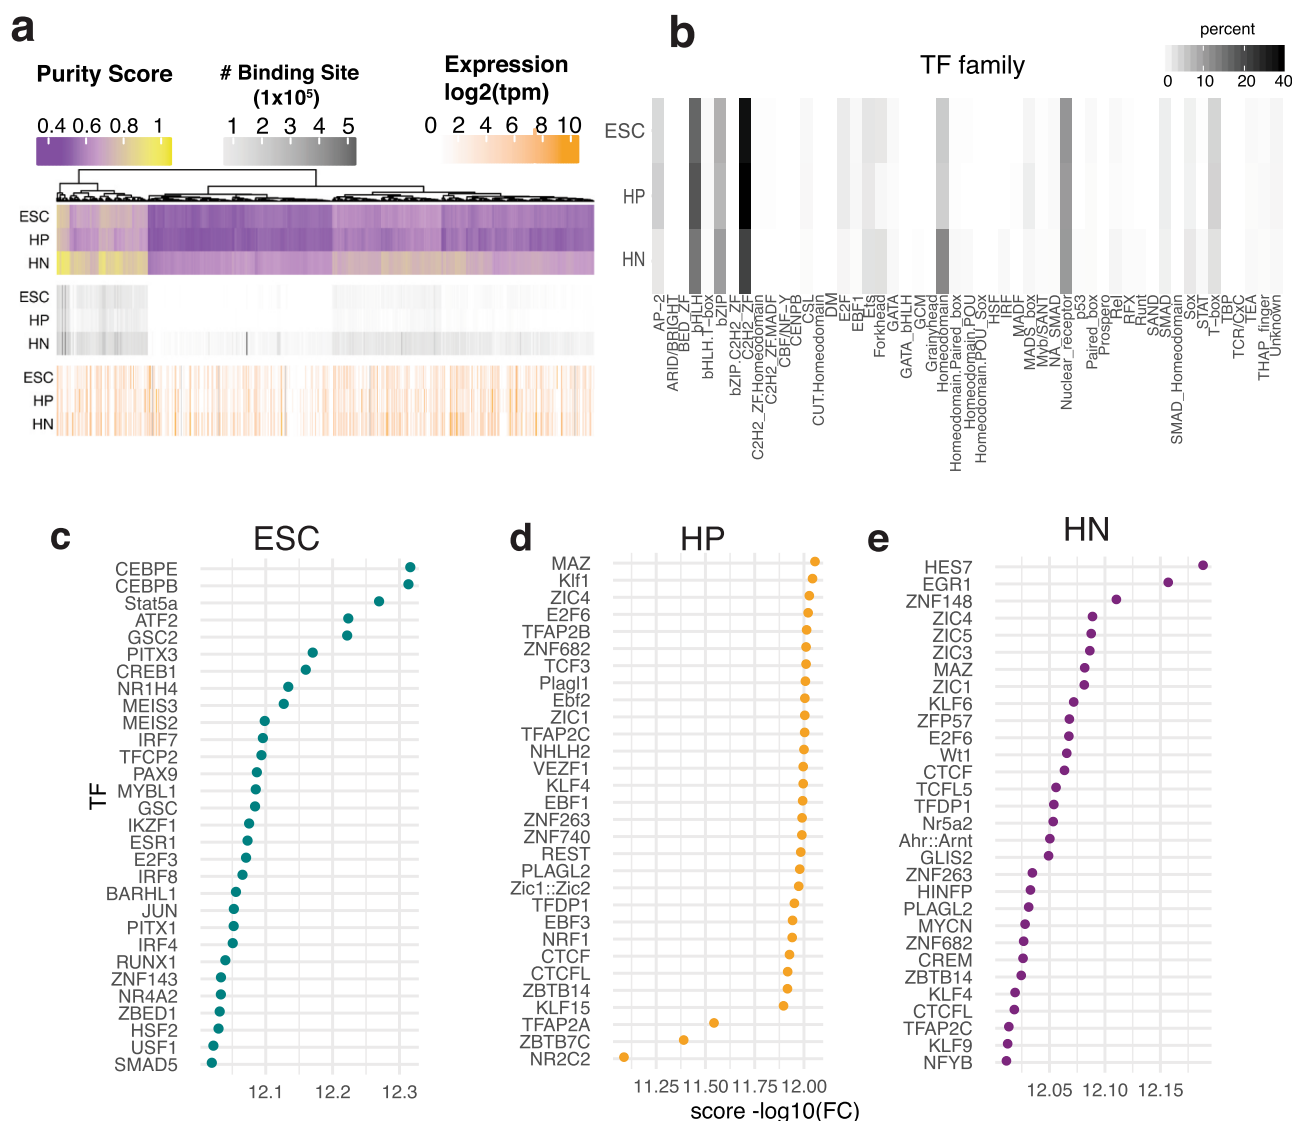 a
Purity Score
0.4 0.6 0.8 1
# Binding Site
(1x10⁵)
1 2 3 4 5
Expression
log2(tpm)
0 2 4 6 8 10
ESC
HP
HN
ESC
HP
HN
ESC
HP
HN
b
TF family
percent
0 10 20 40
ESC
HP
HN
AP-2
ARID/BRIGHT
BED_ZF
bHLH
bHLH.T-box
bZIP
bZIP.C2H2_ZF
C2H2_ZF
C2H2_ZF.Homeodomain
C2H2_ZF.MADF
CBF/NF-Y
CENPB
CSL
CUT.Homeodomain
DM
E2F
EBF1
Ets
Forkhead
GATA
GATA_bHLH
GCM
Grainyhead
Homeodomain
Homeodomain.Paired_box
Homeodomain.POU
Homeodomain.POU_Sox
HSF
IRF
MADF
MADS_box
Myb/SANT
NA_SMAD
Nuclear_receptor
p53
Paired_box
Prospero
Rel
RFX
Runt
SAND
SMAD
SMAD_Homeodomain
Sox
STAT
T-box
TBP
TCR/CxC
TEA
THAP_finger
Unknown
c
ESC
TF
CEBPE
CEBPB
Stat5a
ATF2
GSC2
PITX3
CREB1
NR1H4
MEIS3
MEIS2
IRF7
TFCP2
PAX9
MYBL1
GSC
IKZF1
ESR1
E2F3
IRF8
BARHL1
JUN
PITX1
IRF4
RUNX1
ZNF143
NR4A2
ZBED1
HSF2
USF1
SMAD5
12.1 12.2 12.3
d
HP
MAZ
Klf1
ZIC4
E2F6
TFAP2B
ZNF682
TCF3
Plagl1
Ebf2
ZIC1
TFAP2C
NHLH2
VEZF1
KLF4
EBF1
ZNF263
ZNF740
REST
PLAGL2
Zic1::Zic2
TFDP1
EBF3
NRF1
CTCF
CTCFL
ZBTB14
KLF15
TFAP2A
ZBTB7C
NR2C2
11.25 11.50 11.75 12.00
score -log10(FC)
e
HN
HES7
EGR1
ZNF148
ZIC4
ZIC5
ZIC3
MAZ
ZIC1
KLF6
ZFP57
E2F6
Wt1
CTCF
TCFL5
TFDP1
Nr5a2
Ahr::Arnt
GLIS2
ZNF263
HINFP
PLAGL2
MYCN
ZNF682
CREM
ZBTB14
KLF4
CTCFL
TFAP2C
KLF9
NFYB
12.05 12.10 12.15